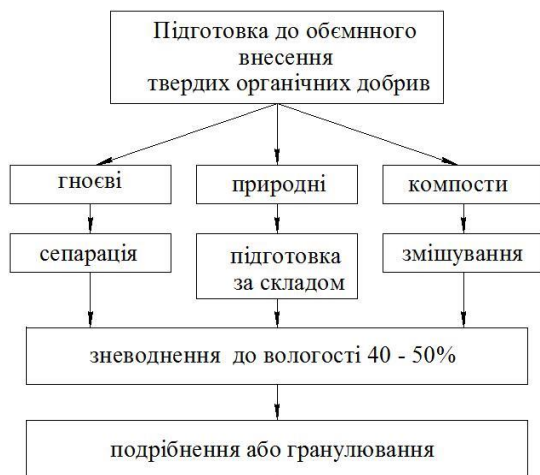 Підготовка до обємнного
внесення
твердих органічних добрив
гноєві
природні
компости
сепарація
підготовка
за складом
змішування
зневоднення до вологості 40 - 50%
подрібнення або гранулювання